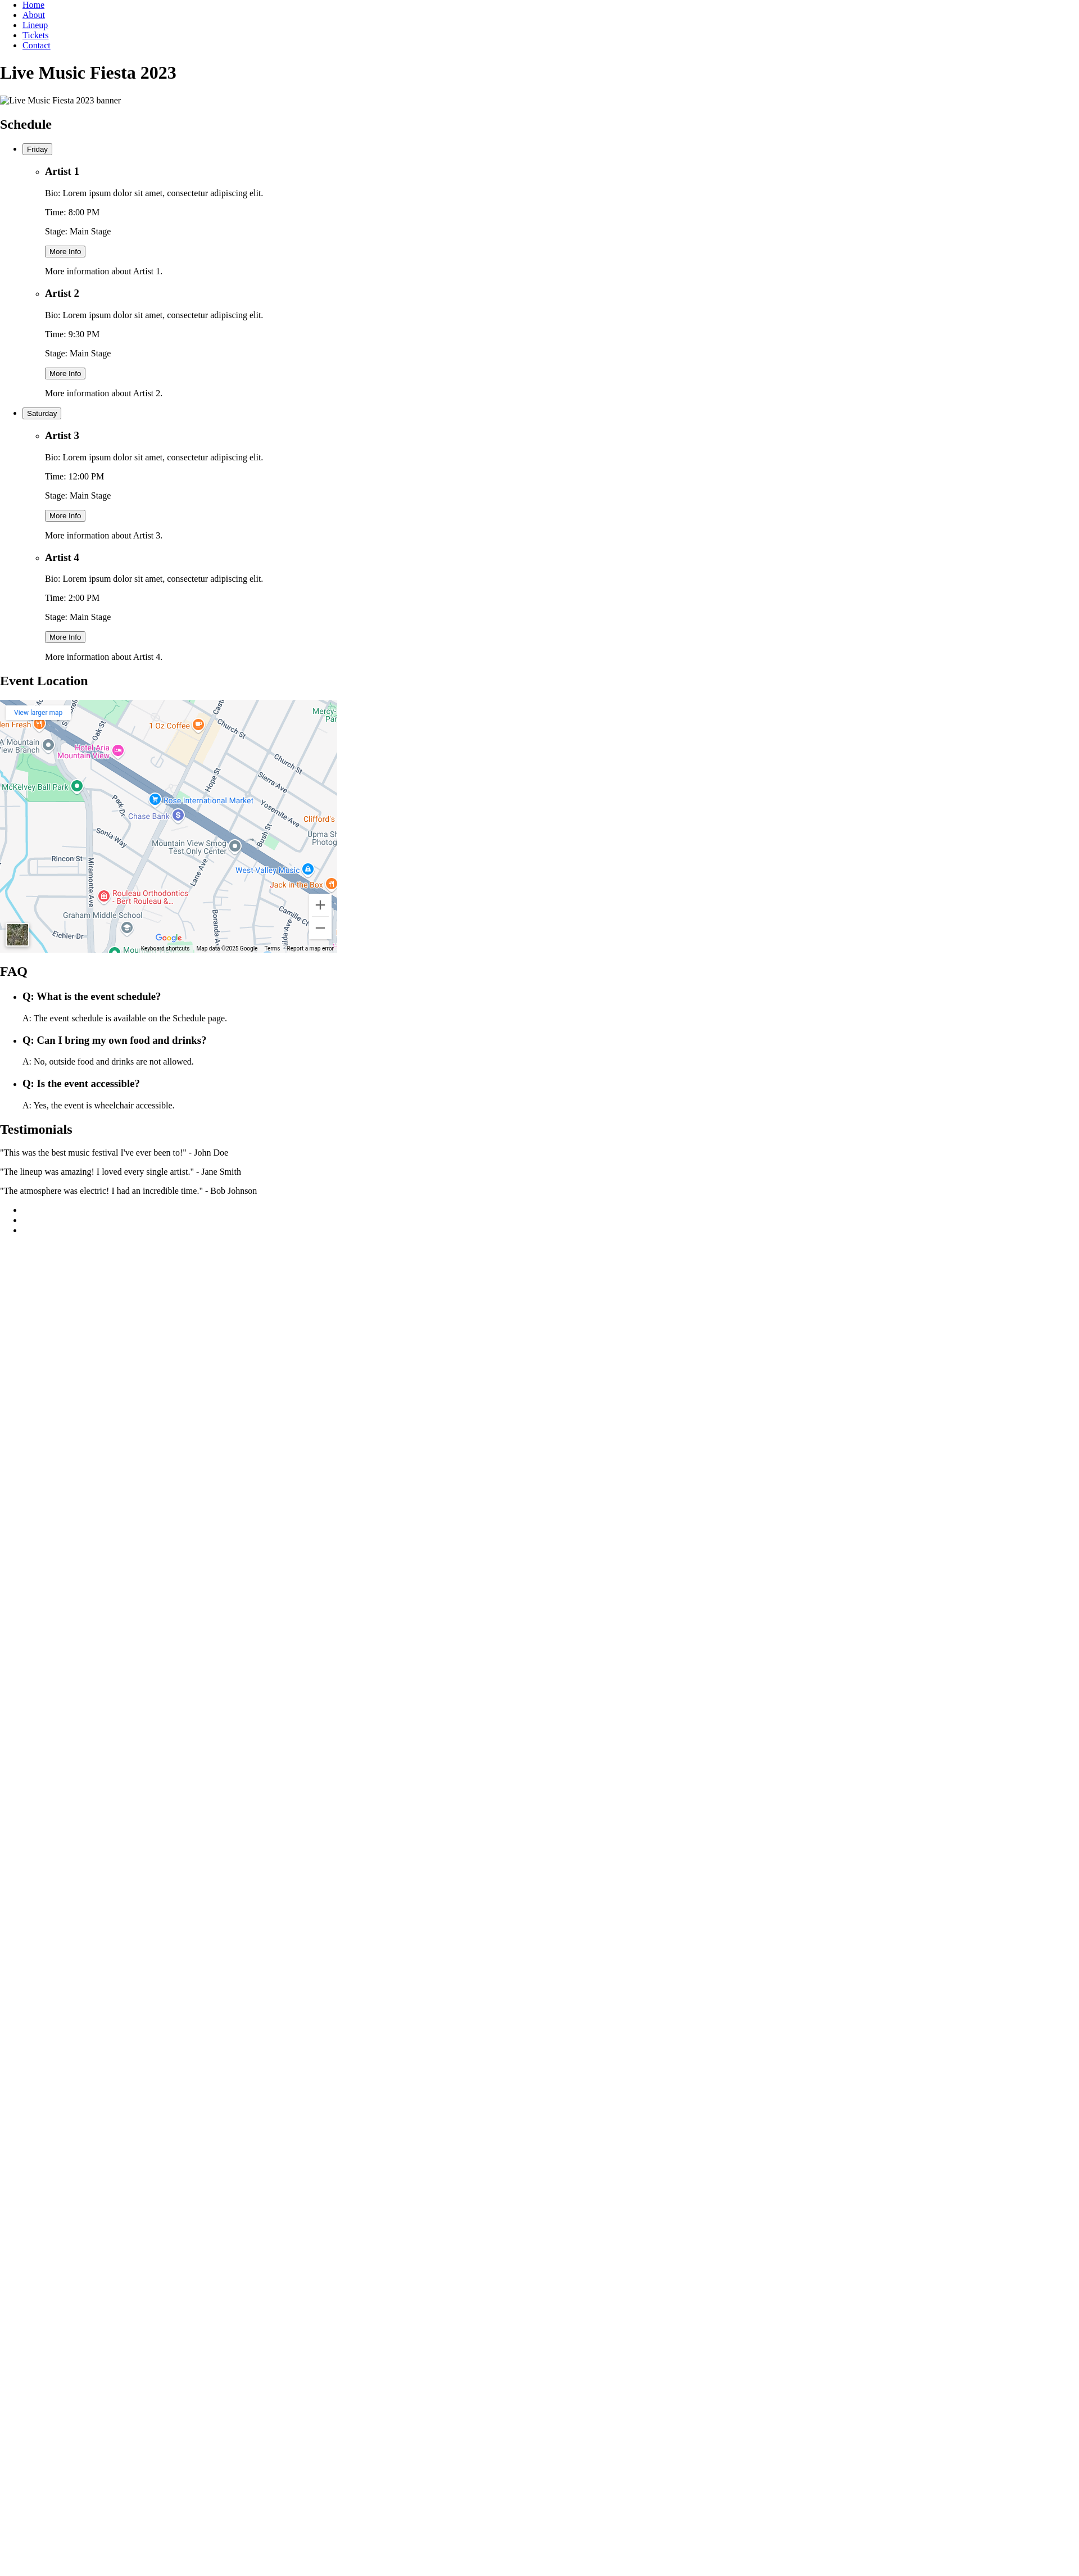 Home
About
Lineup
Tickets
Contact
Live Music Fiesta 2023
Live Music Fiesta 2023 banner
Schedule
Friday
Artist 1
Bio: Lorem ipsum dolor sit amet, consectetur adipiscing elit.
Time: 8:00 PM
Stage: Main Stage
More Info
More information about Artist 1.
Artist 2
Bio: Lorem ipsum dolor sit amet, consectetur adipiscing elit.
Time: 9:30 PM
Stage: Main Stage
More Info
More information about Artist 2.
Saturday
Artist 3
Bio: Lorem ipsum dolor sit amet, consectetur adipiscing elit.
Time: 12:00 PM
Stage: Main Stage
More Info
More information about Artist 3.
Artist 4
Bio: Lorem ipsum dolor sit amet, consectetur adipiscing elit.
Time: 2:00 PM
Stage: Main Stage
More Info
More information about Artist 4.
Event Location
View larger map
Oak St
1 Oz Coffee
Church St
Hotel Aria
Mountain View
A Mountain
View Branch
Church St
McKelvey Ball Park
Park Dr
Hope St
Sierra Ave
Rose International Market
Yosemite Ave
Chase Bank
Clifford's
Sonia Way
Bush St
Mountain View Smog
Test Only Center
Rincon St
Miramonte Ave
Lane Ave
West Valley Music
Jack in the Box
Rouleau Orthodontics
- Bert Rouleau &...
Graham Middle School
Eichler Dr
Google
Keyboard shortcuts
Map data ©2025 Google
Terms
Report a map error
FAQ
Q: What is the event schedule?
A: The event schedule is available on the Schedule page.
Q: Can I bring my own food and drinks?
A: No, outside food and drinks are not allowed.
Q: Is the event accessible?
A: Yes, the event is wheelchair accessible.
Testimonials
"This was the best music festival I've ever been to!" - John Doe
"The lineup was amazing! I loved every single artist." - Jane Smith
"The atmosphere was electric! I had an incredible time." - Bob Johnson